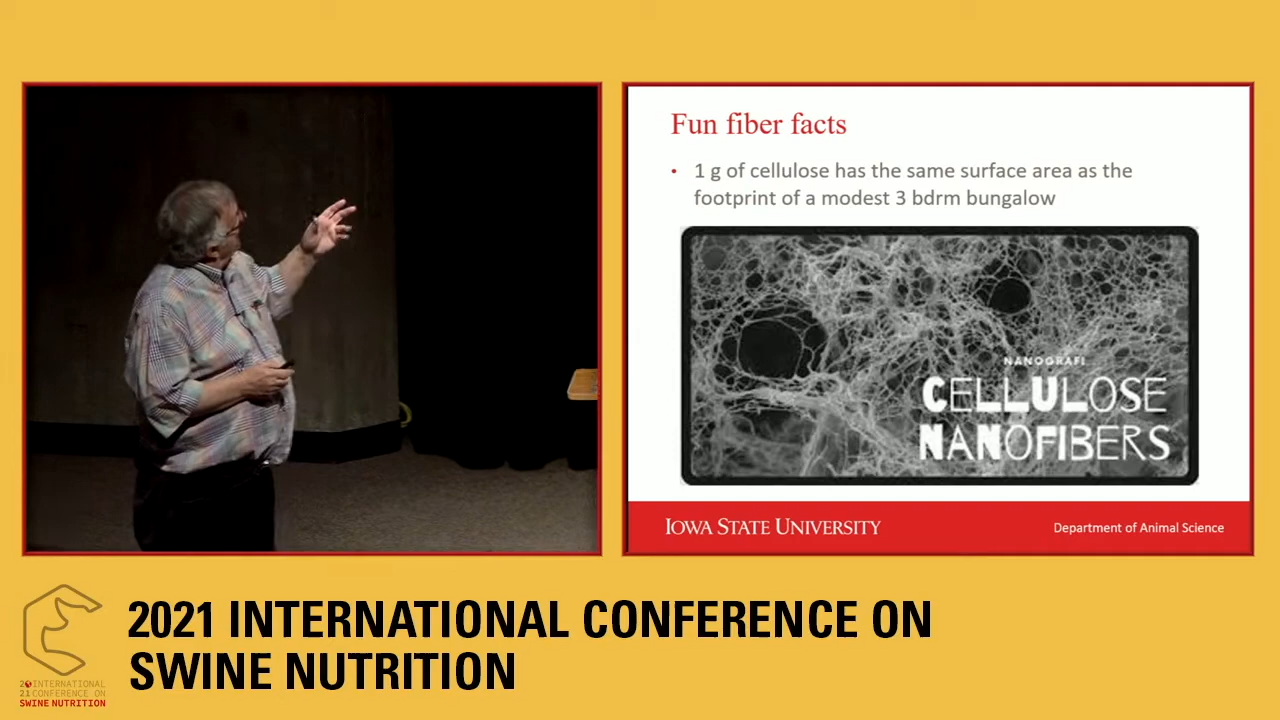 Fun fiber facts
• 1 g of cellulose has the same surface area as the
footprint of a modest 3 bdrm bungalow
NANOGRAFI
CELLULOSE
NANOFIBERS
IOWA STATE UNIVERSITY
Department of Animal Science
2021 INTERNATIONAL CONFERENCE ON
SWINE NUTRITION
20 INTERNATIONAL
21 CONFERENCE ON
SWINE NUTRITION